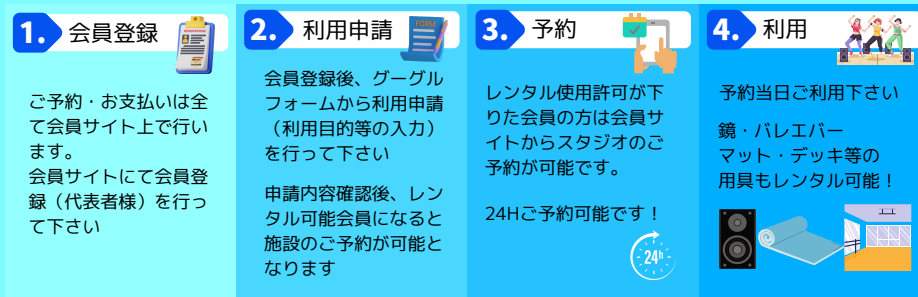 1. 会員登録
ご予約・お支払いは全
て会員サイト上で行い
ます。
会員サイトにて会員登
録（代表者様）を行っ
て下さい
2. 利用申請
FORM
会員登録後、グーグル
フォームから利用申請
（利用目的等の入力）
を行って下さい
申請内容確認後、レン
タル可能会員になると
施設のご予約が可能と
なります
3. 予約
レンタル使用許可が下
りた会員の方は会員サ
イトからスタジオのご
予約が可能です。
24Hご予約可能です！
24h
4. 利用
予約当日ご利用下さい
鏡・バレエバー
マット・デッキ等の
用具もレンタル可能！